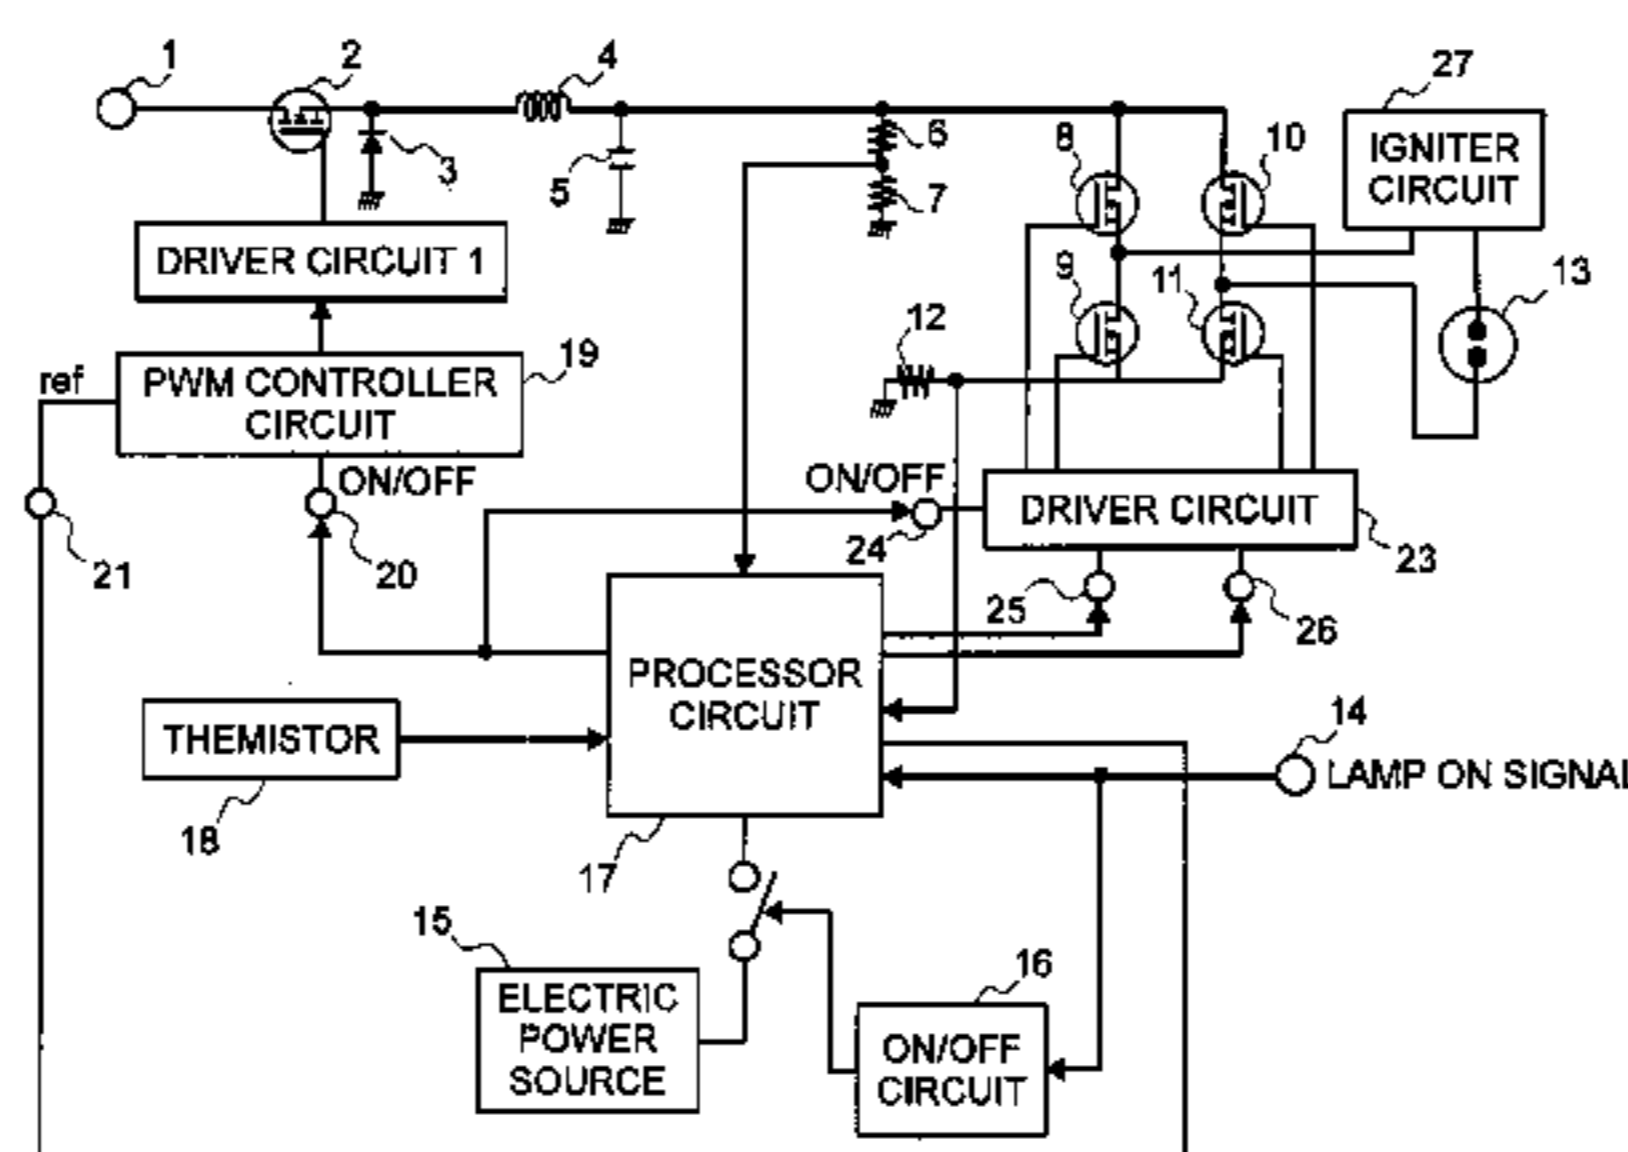 1
2
4
27
3
5
6
7
8
10
IGNITER
CIRCUIT
DRIVER CIRCUIT 1
9
11
13
12
19
ref
PWM CONTROLLER
CIRCUIT
ON/OFF
ON/OFF
DRIVER CIRCUIT
21
20
24
23
25
26
PROCESSOR
CIRCUIT
THEMISTOR
14
LAMP ON SIGNAL
18
17
15
16
ELECTRIC
POWER
SOURCE
ON/OFF
CIRCUIT